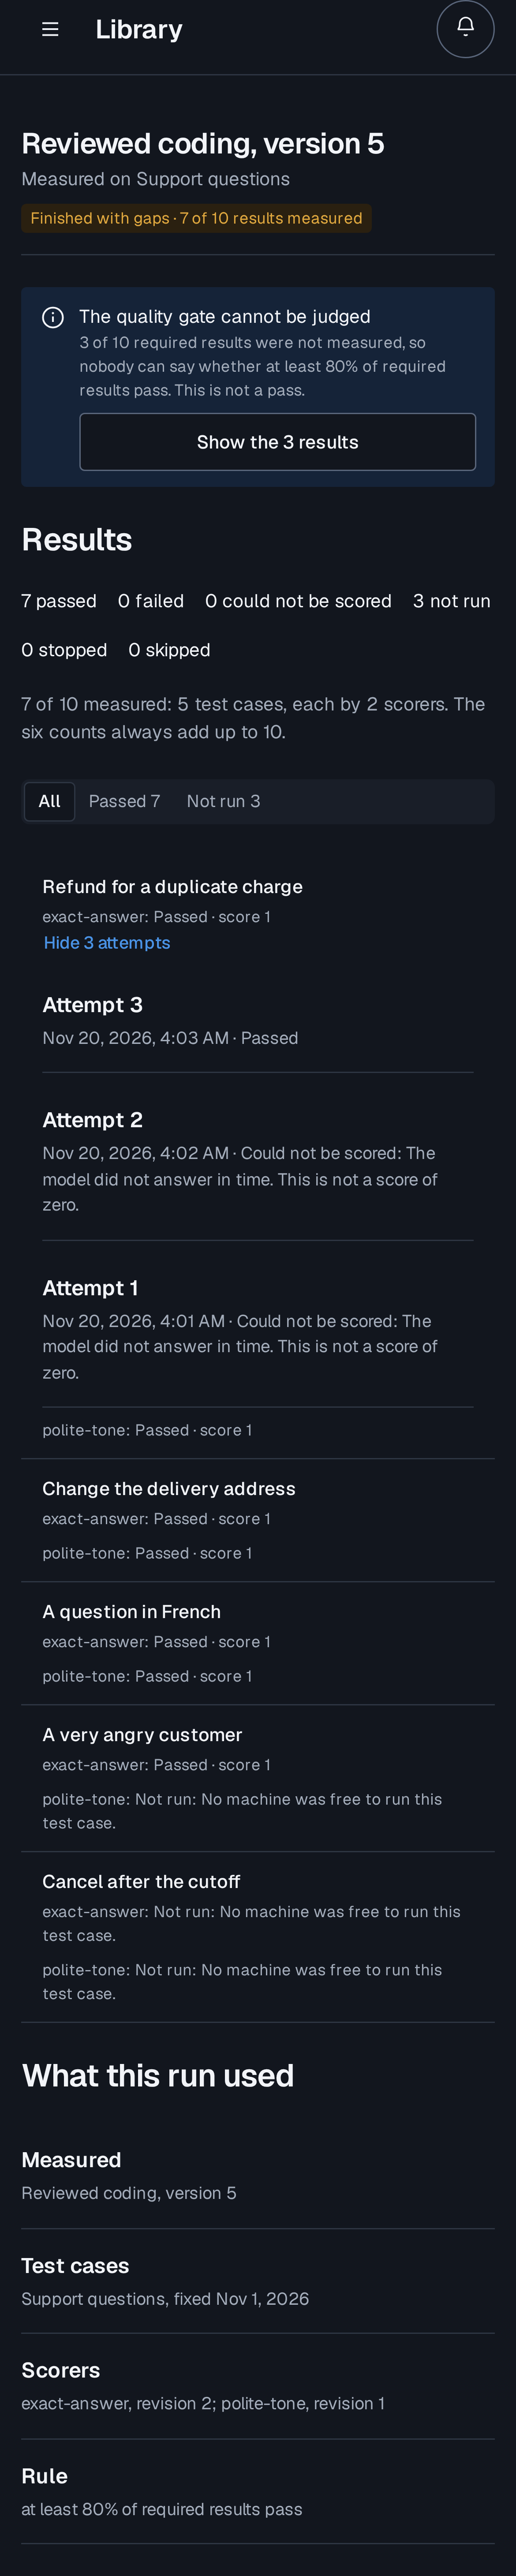 Library
Reviewed coding, version 5
Measured on Support questions
Finished with gaps · 7 of 10 results measured
The quality gate cannot be judged
3 of 10 required results were not measured, so
nobody can say whether at least 80% of required
results pass. This is not a pass.
Show the 3 results
Results
7 passed 0 failed 0 could not be scored 3 not run
0 stopped 0 skipped
7 of 10 measured: 5 test cases, each by 2 scorers. The
six counts always add up to 10.
All Passed 7 Not run 3
Refund for a duplicate charge
exact-answer: Passed · score 1
Hide 3 attempts
Attempt 3
Nov 20, 2026, 4:03 AM · Passed
Attempt 2
Nov 20, 2026, 4:02 AM · Could not be scored: The
model did not answer in time. This is not a score of
zero.
Attempt 1
Nov 20, 2026, 4:01 AM · Could not be scored: The
model did not answer in time. This is not a score of
zero.
polite-tone: Passed · score 1
Change the delivery address
exact-answer: Passed · score 1
polite-tone: Passed · score 1
A question in French
exact-answer: Passed · score 1
polite-tone: Passed · score 1
A very angry customer
exact-answer: Passed · score 1
polite-tone: Not run: No machine was free to run this
test case.
Cancel after the cutoff
exact-answer: Not run: No machine was free to run this
test case.
polite-tone: Not run: No machine was free to run this
test case.
What this run used
Measured
Reviewed coding, version 5
Test cases
Support questions, fixed Nov 1, 2026
Scorers
exact-answer, revision 2; polite-tone, revision 1
Rule
at least 80% of required results pass